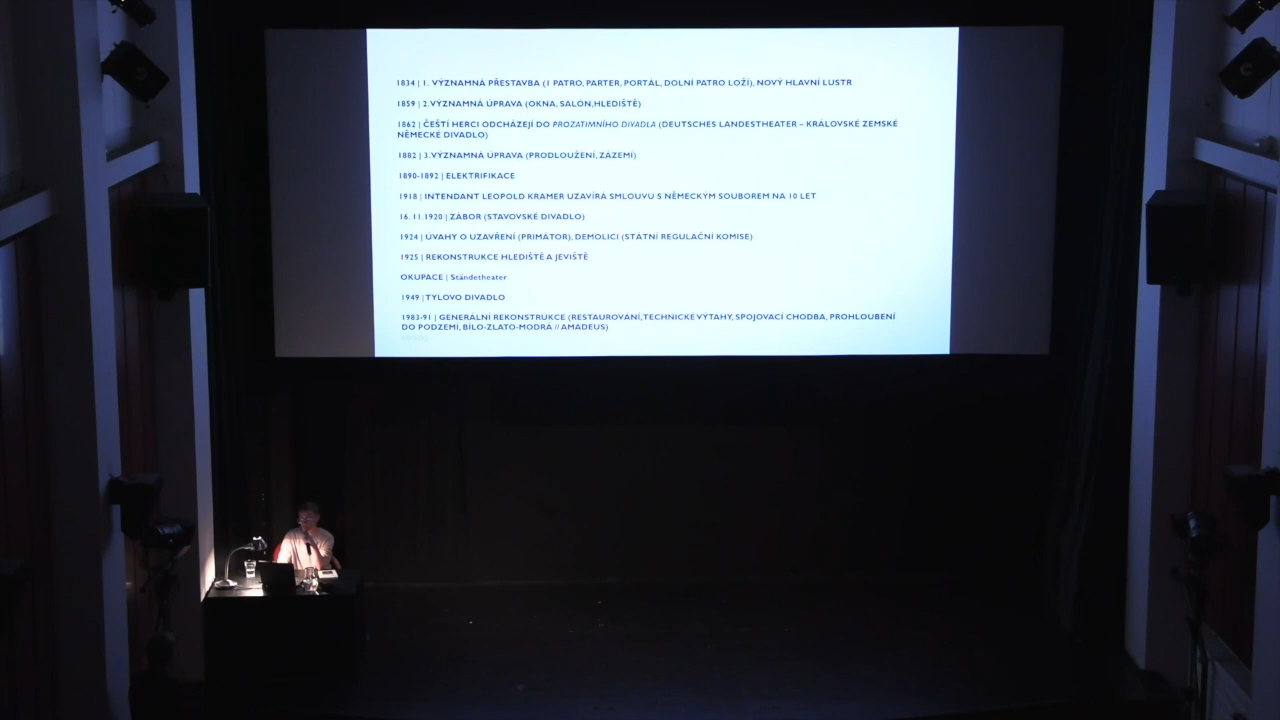 1834 | 1. VÝZNAMNÁ PŘESTAVBA (1 PATRO, PARTER, PORTÁL, DOLNÍ PATRO LOŽÍ), NOVÝ HLAVNÍ LUSTR
1859 | 2.VÝZNAMNÁ ÚPRAVA (OKNA, SALÓN,HLEDIŠTĚ)
1862 | ČEŠTÍ HERCI ODCHÁZEJÍ DO PROZATIMNÍHO DIVADLA (DEUTSCHES LANDESTHEATER – KRÁLOVSKÉ ZEMSKÉ
NĚMECKÉ DIVADLO)
1882 | 3.VÝZNAMNÁ ÚPRAVA (PRODLOUŽENÍ, ZÁZEMÍ)
1890-1892 | ELEKTRIFIKACE
1918 | INTENDANT LEOPOLD KRAMER UZAVÍRÁ SMLOUVU S NĚMECKÝM SOUBOREM NA 10 LET
16. 11.1920 | ZÁBOR (STAVOVSKÉ DIVADLO)
1924 | ÚVAHY O UZAVŘENÍ (PRIMÁTOR), DEMOLICI (STÁTNÍ REGULAČNÍ KOMISE)
1925 | REKONSTRUKCE HLEDIŠTĚ A JEVIŠTĚ
OKUPACE | Ständetheater
1949 | TYLOVO DIVADLO
1983-91 | GENERÁLNÍ REKONSTRUKCE (RESTAUROVÁNÍ, TECHNICKÉ VÝTAHY, SPOJOVACÍ CHODBA, PROHLOUBENÍ
DO PODZEMÍ, BÍLO-ZLATO-MODRÁ // AMADEUS)